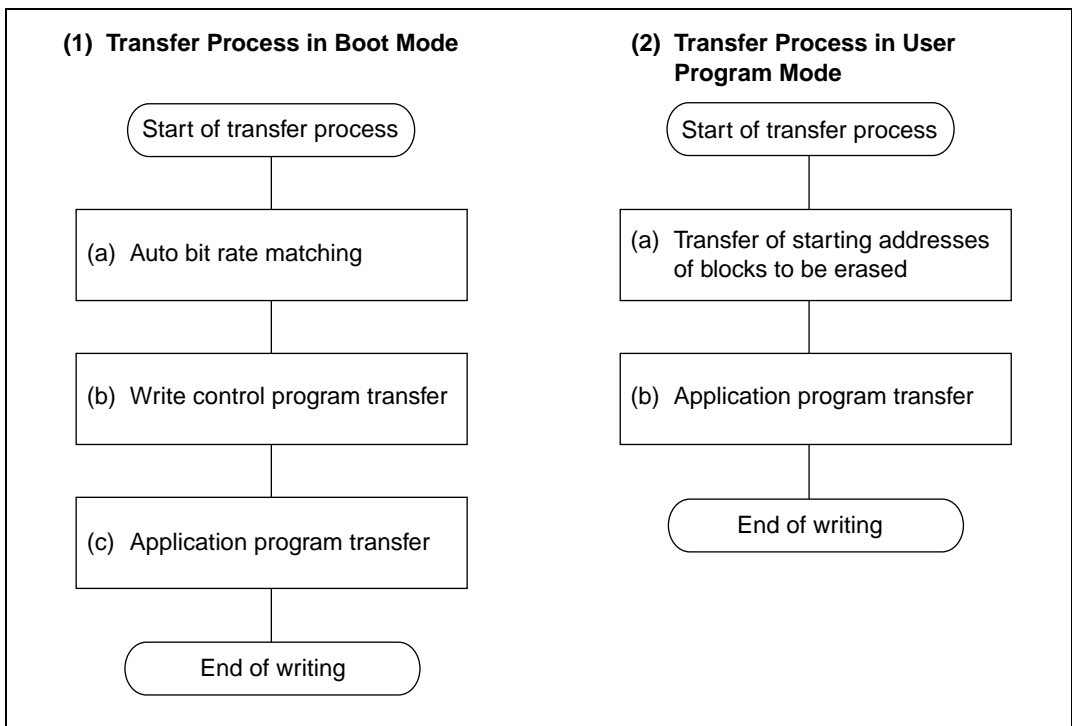 (1) Transfer Process in Boot Mode
Start of transfer process
(a) Auto bit rate matching
(b) Write control program transfer
(c) Application program transfer
End of writing
(2) Transfer Process in User
Program Mode
Start of transfer process
(a) Transfer of starting addresses
of blocks to be erased
(b) Application program transfer
End of writing